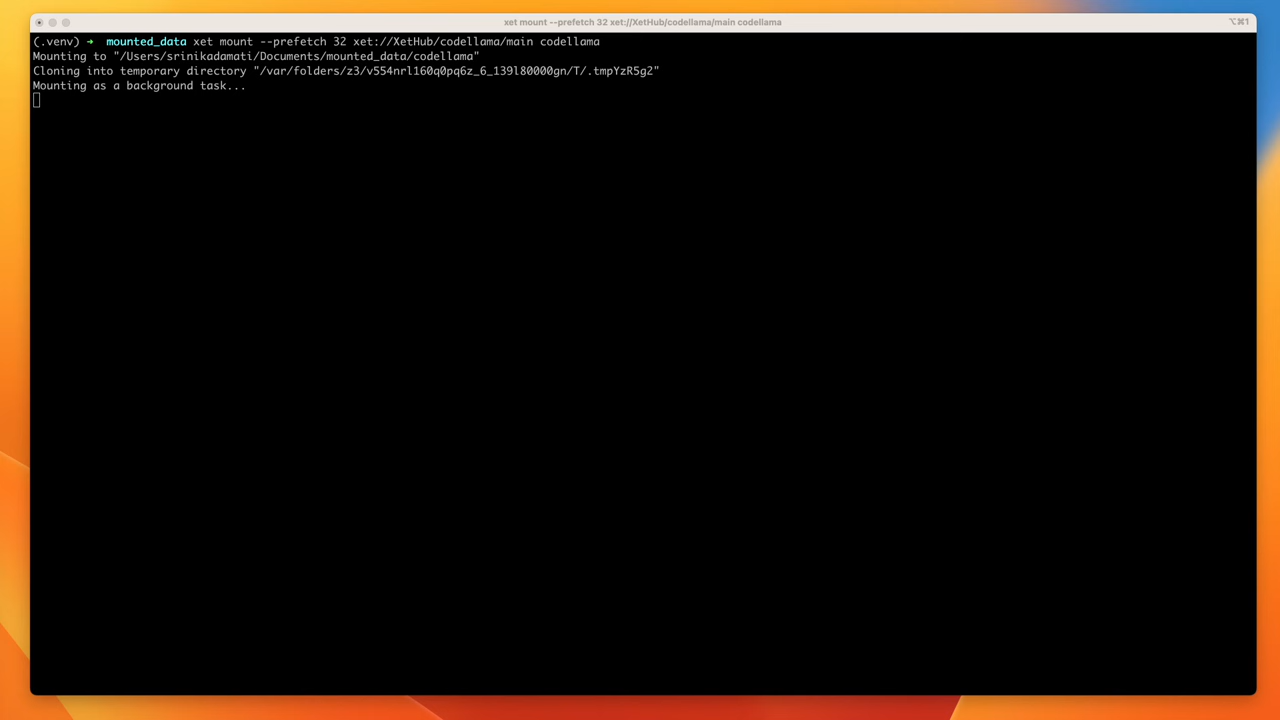 xet mount --prefetch 32 xet://XetHub/codellama/main codellama
⌥⌘1
(.venv) ➜ mounted_data xet mount --prefetch 32 xet://XetHub/codellama/main codellama
Mounting to "/Users/srinikadamati/Documents/mounted_data/codellama"
Cloning into temporary directory "/var/folders/z3/v554nrl160q0pq6z_6_139l80000gn/T/.tmpYzR5g2"
Mounting as a background task...